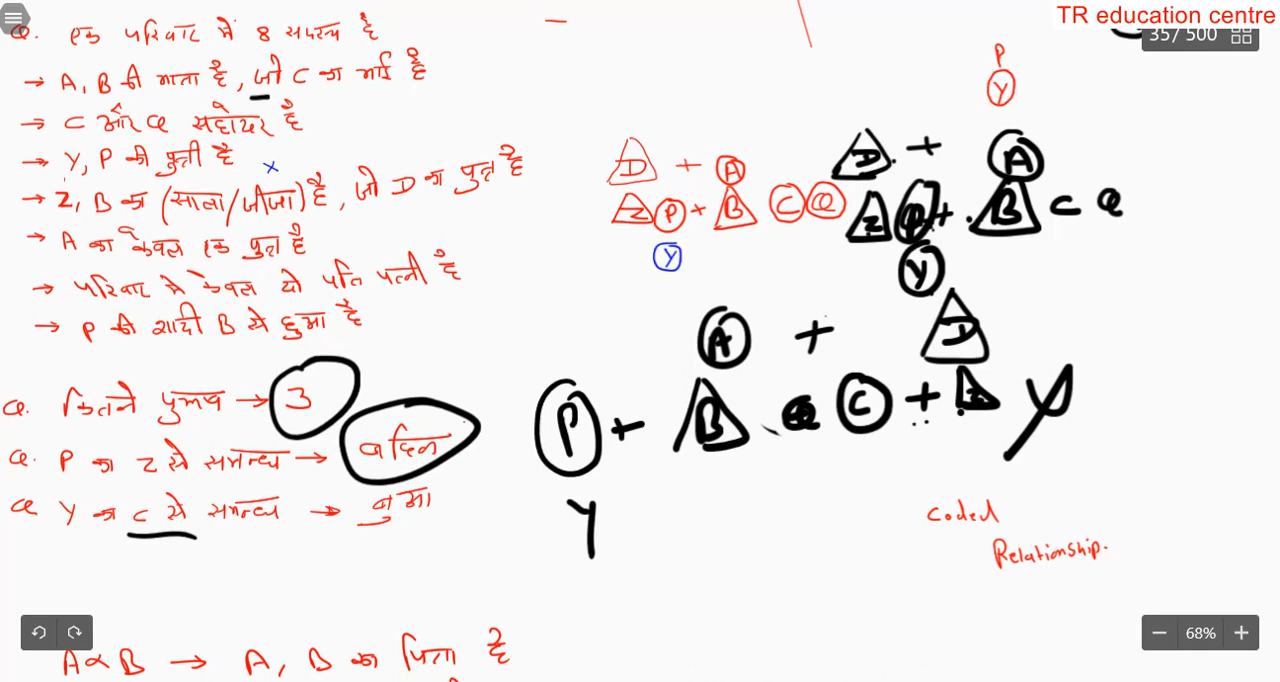 TR education centre
35 / 500
Q. एक परिवार में 8 सदस्य है
→ A, B की माता है, जो C का भाई है
→ C और Q सहोदर है
→ Y, P की पुत्री है
→ Z, B का (साला/जीजा) है, जो D का पुत्र है
x
→ A का केवल एक पुत्र है
→ परिवार में केवल दो पति पत्नी है
→ P की शादी B से हुआ है
Q. कितने पुरुष → 3
Q. P का Z से सम्बन्ध → बहिन
Q Y का C से सम्बन्ध → बुआ
P
Y
D + A
Z P + B C Q
Y
D + A
Z P + B C Q
Y
A + D
P + B Q C + Z Y
Y
Coded
Relationship.
A ∝ B → A, B का पिता है
68%